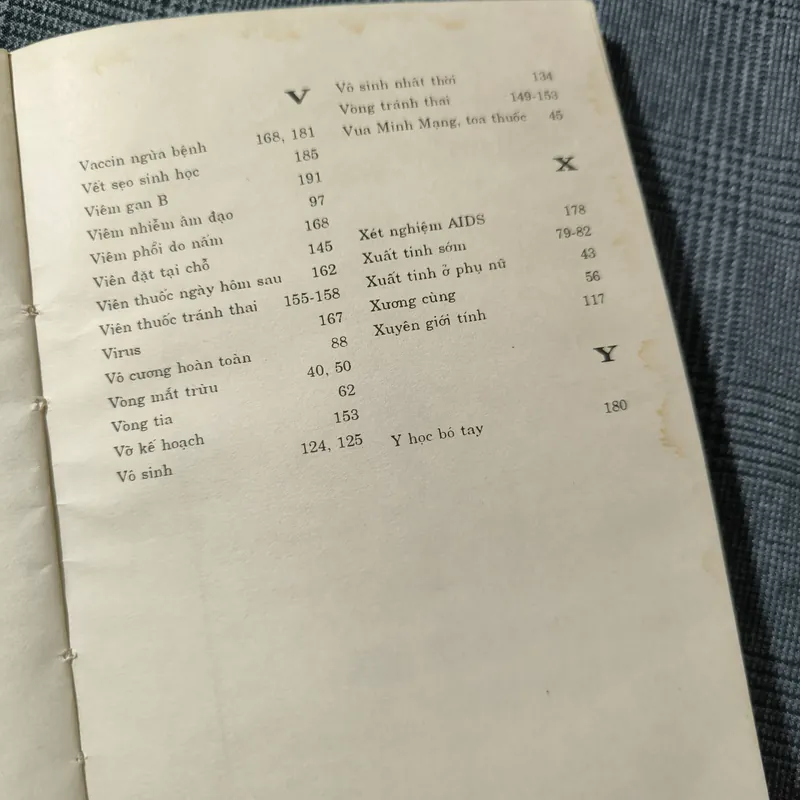 V
Vaccin ngừa bệnh 168, 181
Vết sẹo sinh học 185
Viêm gan B 191
Viêm nhiễm âm đạo 97
Viêm phổi do nấm 168
Viên đặt tại chỗ 145
Viên thuốc ngày hôm sau 162
Viên thuốc tránh thai 155-158
Virus 167
Vô cương hoàn toàn 88
Vòng mắt trừu 40, 50
Vòng tia 62
Vỡ kế hoạch 153
Vô sinh 124, 125
Vô sinh nhất thời 134
Vòng tránh thai 149-153
Vua Minh Mạng, toa thuốc 45
X
Xét nghiệm AIDS 178
Xuất tinh sớm 79-82
Xuất tinh ở phụ nữ 43
Xương cùng 56
Xuyên giới tính 117
Y
Y học bó tay 180